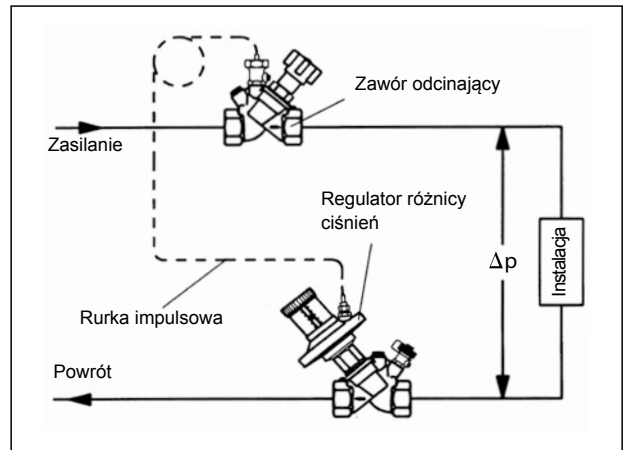 Zawór odcinający
Zasilanie
Regulator różnicy
ciśnień
Δp
Instalacja
Rurka impulsowa
Powrót